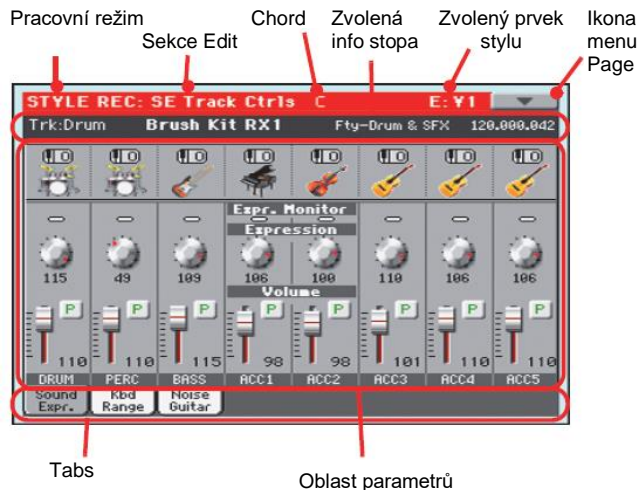 Pracovní režim
Sekce Edit
Chord
Zvolená
info stopa
Zvolený prvek
stylu
Ikona
menu
Page
STYLE REC: SE Track Ctrls C E:V1
Trk:Drum Brush Kit RX1 Fty-Drum & SFX 120.000.042
Expr. Monitor
Expression
115 49 109 106 100 110 106 106
Volume
P P P P P P P P
110 110 115 98 98 101 110 110
DRUM PERC BASS ACC1 ACC2 ACC3 ACC4 ACC5
Sound
Expr.
Kbd
Range
Noise
Guitar
Tabs
Oblast parametrů